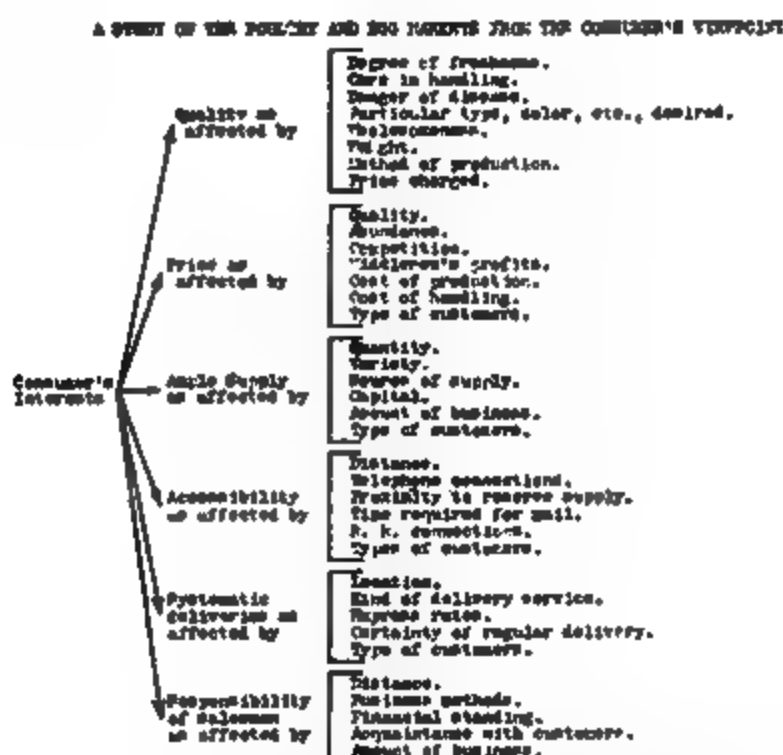 A STUDY OF THE POULTRY AND EGG MARKETS FROM THE CONSUMER'S VIEWPOINT
Consumer's
Interests
Quality as
affected by
Degree of freshness.
Care in handling.
Danger of disease.
Particular type, color, etc., desired.
Wholesomeness.
Weight.
Method of production.
Price charged.
Price as
affected by
Quality.
Abundance.
Competition.
Middlemen's profits.
Cost of production.
Cost of handling.
Type of customers.
Ample Supply
as affected by
Quantity.
Variety.
Source of supply.
Capital.
Amount of business.
Type of customers.
Accessibility
as affected by
Distance.
Telephone connections.
Proximity to reserve supply.
Time required for mail.
R. R. connections.
Types of customers.
Systematic
deliveries as
affected by
Location.
Kind of delivery service.
Express rates.
Certainty of regular delivery.
Type of customers.
Responsibility
of salesman
as affected by
Distance.
Business methods.
Financial standing.
Acquaintance with customers.
Amount of business.